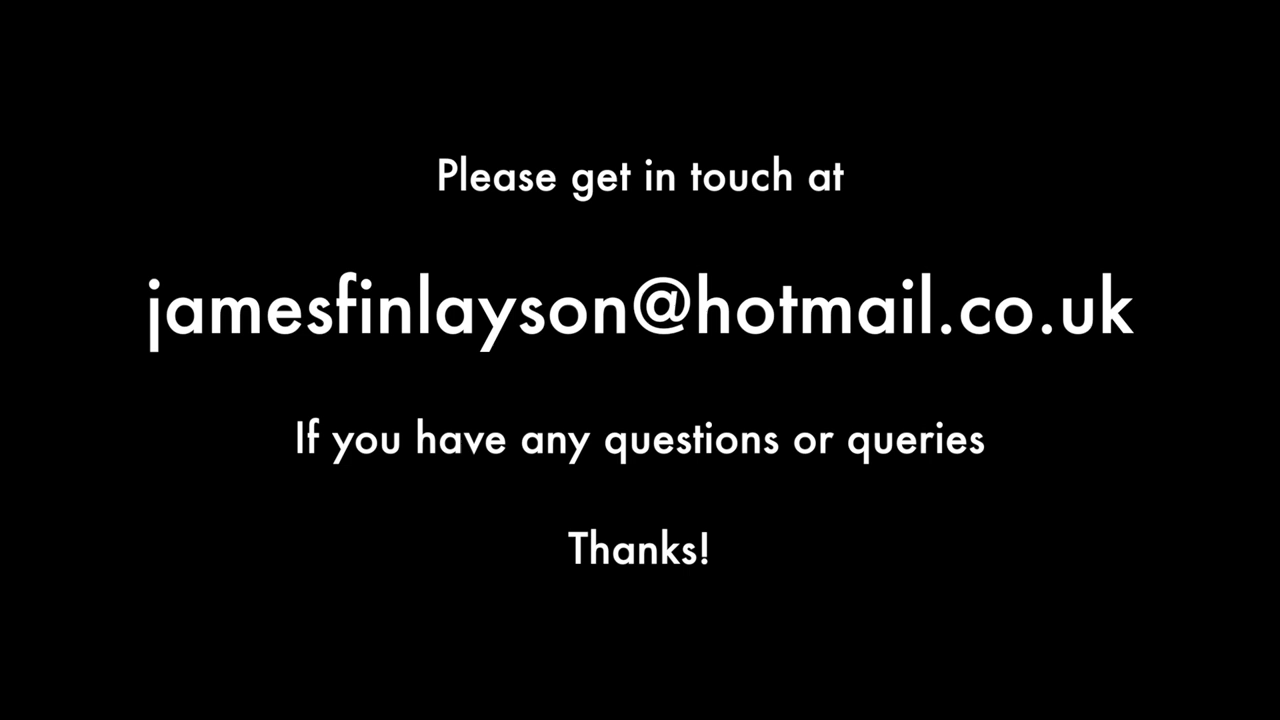 Please get in touch at
jamesfinlayson@hotmail.co.uk
If you have any questions or queries
Thanks!